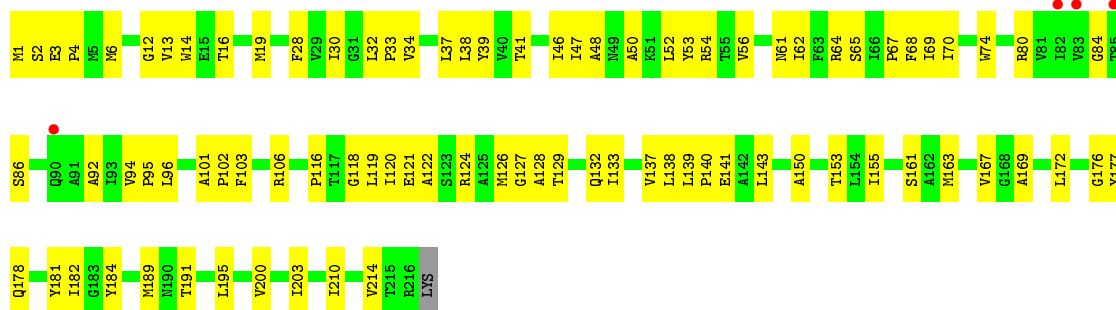 M1 S2 E3 P4 M5 M6 G12 V13 W14 E15 T16 M19 F28 V29 I30 G31 L32 P33 V34 L37 L38 Y39 V40 T41 I46 I47 A48 N49 A50 K51 L52 Y53 R54 T55 V56 N61 I62 F63 R64 S65 I66 P67 F68 I69 I70 W74 R80 V81 I82 V83 G84 T85
S86 Q90 A91 A92 I93 V94 P95 L96 A101 P102 F103 R106 P116 T117 G118 L119 I120 E121 A122 S123 R124 A125 M126 G127 A128 T129 Q132 I133 V137 L138 L139 P140 E141 A142 L143 A150 T153 L154 I155 S161 A162 M163 V167 G168 A169 L172 G176 Y177
Q178 Y181 I182 G183 Y184 M189 N190 T191 L195 V200 I203 I210 V214 T215 R216 LYS